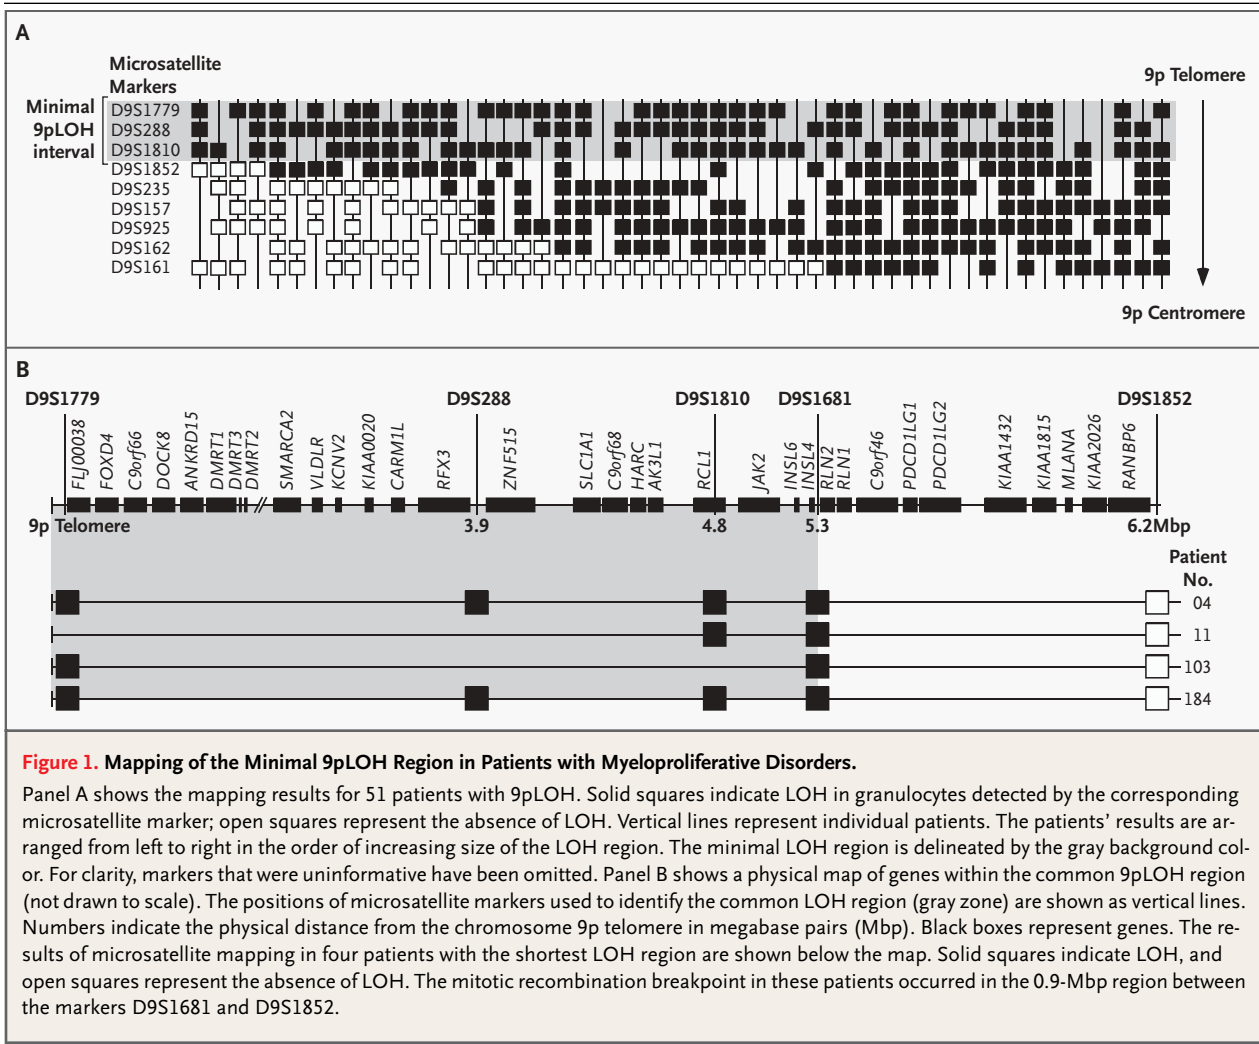 A
Microsatellite
Markers
9p Telomere
Minimal
9pLOH
interval
D9S1779
D9S288
D9S1810
D9S1852
D9S235
D9S157
D9S925
D9S162
D9S161
9p Centromere
B
D9S1779 D9S288 D9S1810 D9S1681 D9S1852
FLJ00038 FOXD4 C9orf66 DOCK8 ANKRD15 DMRT1 DMRT3 DMRT2 SMARCA2 VLDLR KCNV2 KIAA0020 CARM1L RFX3 ZNF515 SLC1A1 C9orf68 HARC AK3L1 RCL1 JAK2 INSL6 INSL4 RLN2 RLN1 C9orf46 PDCD1LG1 PDCD1LG2 KIAA1432 KIAA1815 MLANA KIAA2026 RANBP6
9p Telomere 3.9 4.8 5.3 6.2Mbp
Patient
No.
04
11
103
184
Figure 1. Mapping of the Minimal 9pLOH Region in Patients with Myeloproliferative Disorders.
Panel A shows the mapping results for 51 patients with 9pLOH. Solid squares indicate LOH in granulocytes detected by the corresponding
microsatellite marker; open squares represent the absence of LOH. Vertical lines represent individual patients. The patients' results are ar-
ranged from left to right in the order of increasing size of the LOH region. The minimal LOH region is delineated by the gray background col-
or. For clarity, markers that were uninformative have been omitted. Panel B shows a physical map of genes within the common 9pLOH region
(not drawn to scale). The positions of microsatellite markers used to identify the common LOH region (gray zone) are shown as vertical lines.
Numbers indicate the physical distance from the chromosome 9p telomere in megabase pairs (Mbp). Black boxes represent genes. The re-
sults of microsatellite mapping in four patients with the shortest LOH region are shown below the map. Solid squares indicate LOH, and
open squares represent the absence of LOH. The mitotic recombination breakpoint in these patients occurred in the 0.9-Mbp region between
the markers D9S1681 and D9S1852.